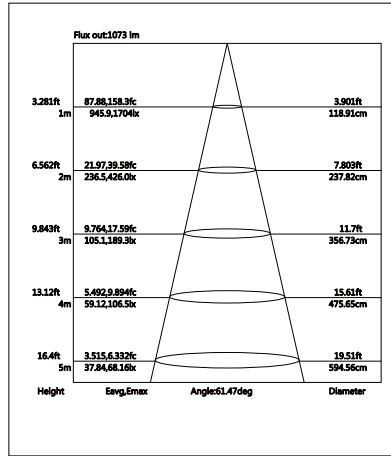 Flux out:1073 lm
3.281ft 87.88,158.3fc 3.901ft
1m 945.9,1704lx 118.91cm
6.562ft 21.97,39.58fc 7.803ft
2m 236.5,426.0lx 237.82cm
9.843ft 9.764,17.59fc 11.7ft
3m 105.1,189.3lx 356.73cm
13.12ft 5.492,9.894fc 15.61ft
4m 59.12,106.5lx 475.65cm
16.4ft 3.515,6.332fc 19.51ft
5m 37.84,68.16lx 594.56cm
Height Eavg,Emax Angle:61.47deg Diameter